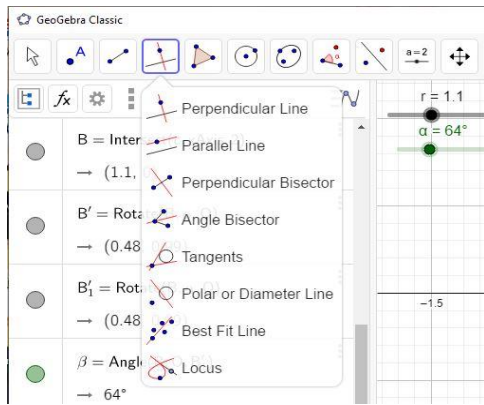 GeoGebra Classic
A
α
a=2
fx
r = 1.1
α = 64°
Perpendicular Line
Parallel Line
Perpendicular Bisector
Angle Bisector
Tangents
Polar or Diameter Line
Best Fit Line
Locus
B = Inter
→ (1.1,
B′ = Rota
→ (0.48
B′₁ = Rota
→ (0.48
β = Angle
→ 64°
−1.5